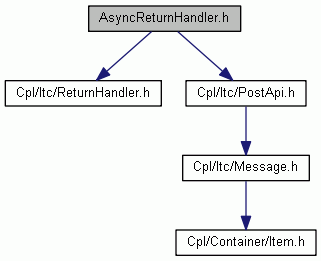 AsyncReturnHandler.h
Cpl/Itc/ReturnHandler.h
Cpl/Itc/PostApi.h
Cpl/Itc/Message.h
Cpl/Container/Item.h